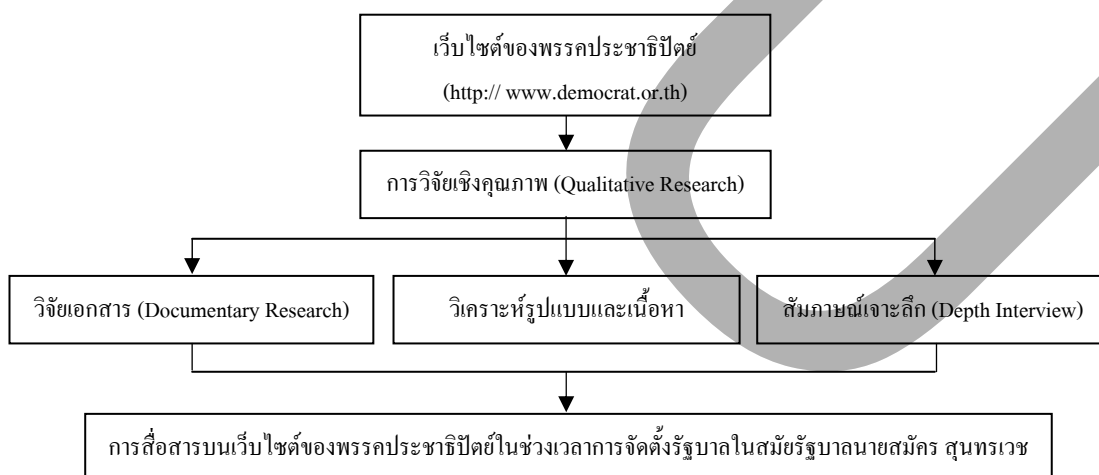 เว็บไซต์ของพรรคประชาธิปัตย์
(http:// www.democrat.or.th)
การวิจัยเชิงคุณภาพ (Qualitative Research)
วิจัยเอกสาร (Documentary Research)
วิเคราะห์รูปแบบและเนื้อหา
สัมภาษณ์เจาะลึก (Depth Interview)
การสื่อสารบนเว็บไซต์ของพรรคประชาธิปัตย์ในช่วงเวลาการจัดตั้งรัฐบาลในสมัยรัฐบาลนายสมัคร สุนทรเวช